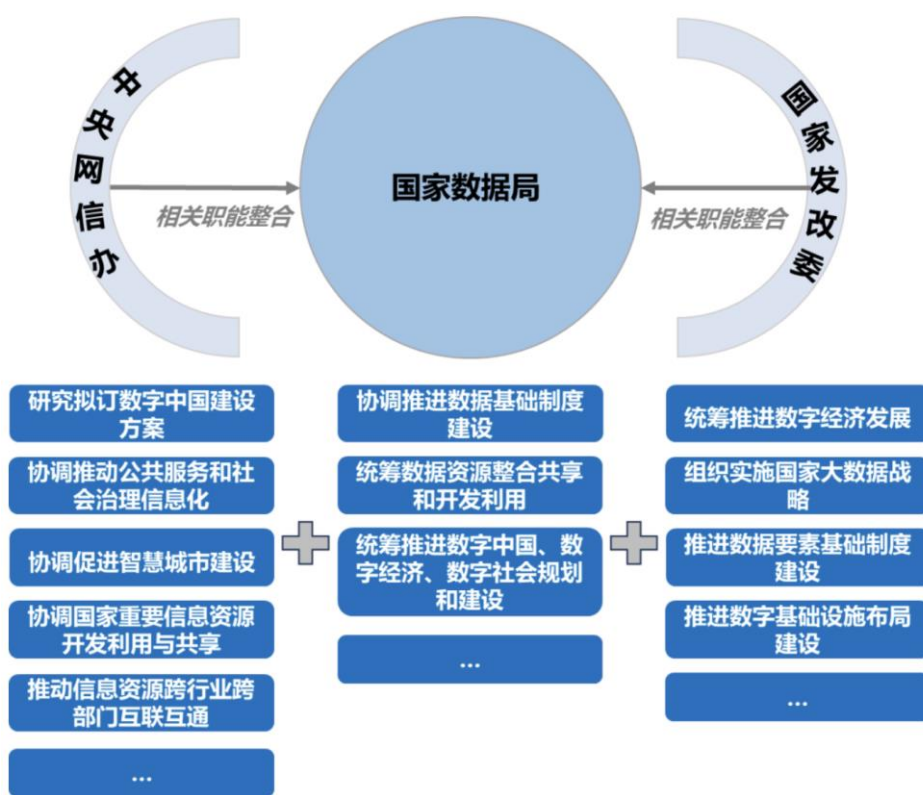 中央网信办
国家数据局
国家发改委
相关职能整合
相关职能整合
研究拟订数字中国建设
方案
协调推动公共服务和社
会治理信息化
协调促进智慧城市建设
协调国家重要信息资源
开发利用与共享
推动信息资源跨行业跨
部门互联互通
...
协调推进数据基础制度
建设
统筹数据资源整合共享
和开发利用
统筹推进数字中国、数
字经济、数字社会规划
和建设
...
统筹推进数字经济发展
组织实施国家大数据战
略
推进数据要素基础制度
建设
推进数字基础设施布局
建设
...